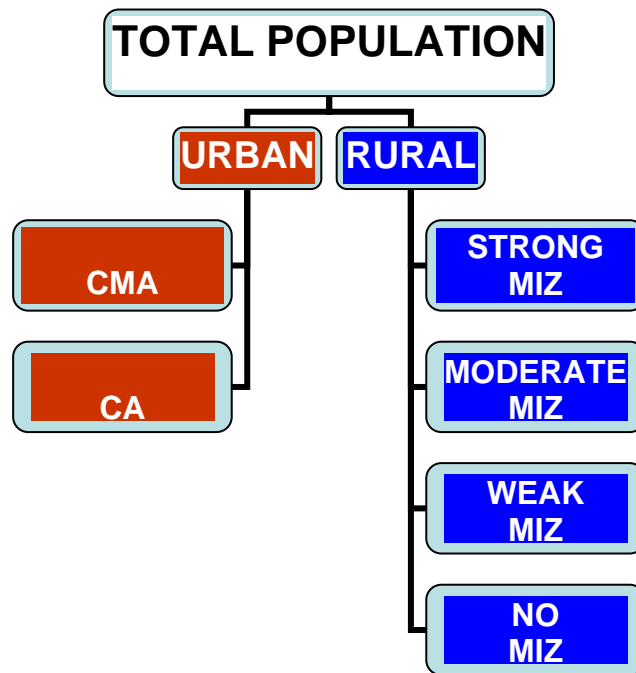 TOTAL POPULATION
URBAN
RURAL
CMA
CA
STRONG
MIZ
MODERATE
MIZ
WEAK
MIZ
NO
MIZ